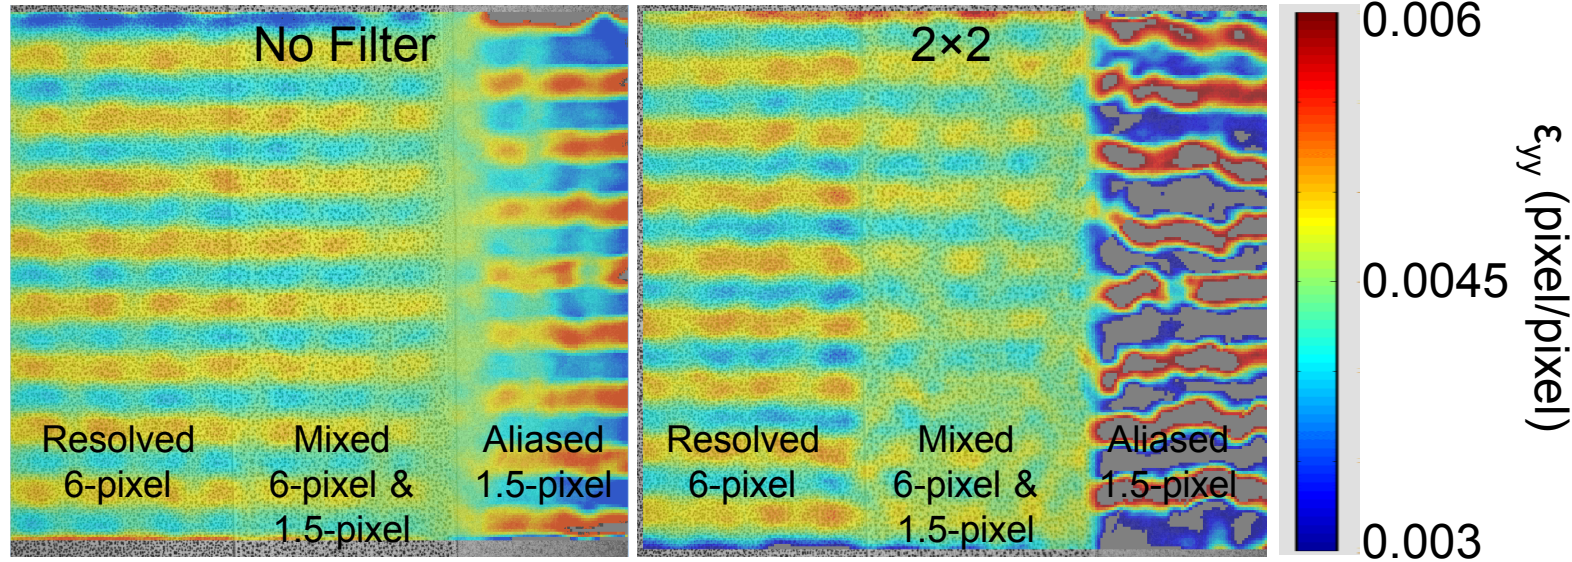 No Filter
Resolved
6-pixel
Mixed
6-pixel &
1.5-pixel
Aliased
1.5-pixel
2×2
Resolved
6-pixel
Mixed
6-pixel &
1.5-pixel
Aliased
1.5-pixel
0.006
0.0045
0.003
εyy (pixel/pixel)